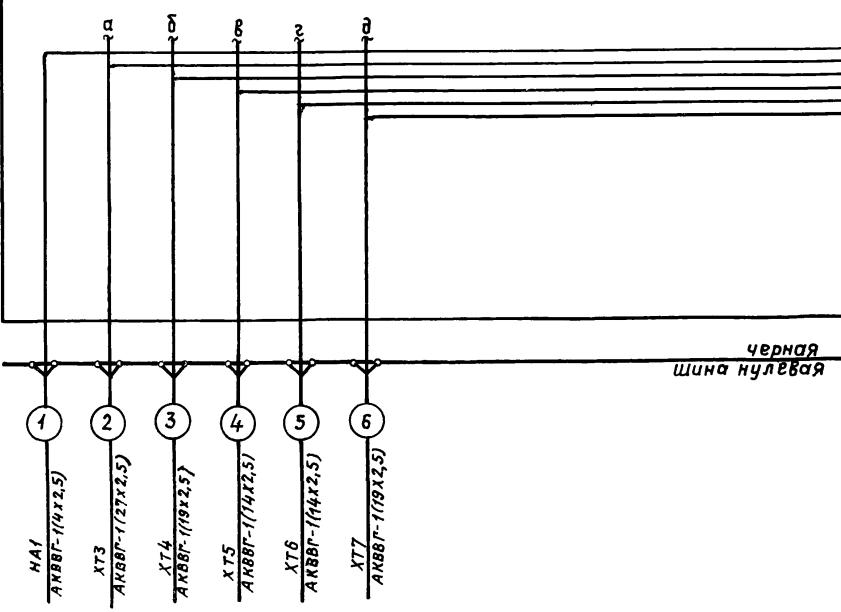 а б в г д
черная
шина нулевая
1 2 3 4 5 6
НА1
АКВВГ-1(4х2,5)
ХТ3
АКВВГ-1(27х2,5)
ХТ4
АКВВГ-1(19х2,5)
ХТ5
АКВВГ-1(14х2,5)
ХТ6
АКВВГ-1(14х2,5)
ХТ7
АКВВГ-1(19х2,5)